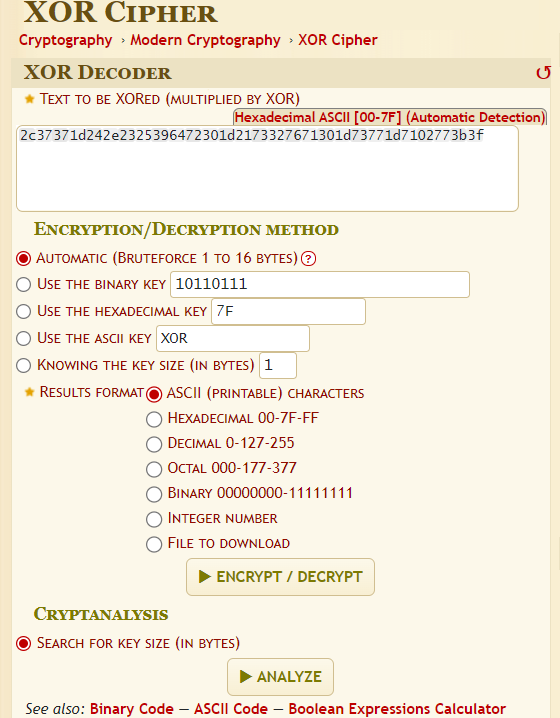 XOR Cipher
Cryptography › Modern Cryptography › XOR Cipher
XOR Decoder
Text to be XORed (multiplied by XOR)
Hexadecimal ASCII [00-7F] (Automatic Detection)
2c37371d242e2325396472301d2173327671301d73771d7102773b3f
Encryption/Decryption method
Automatic (Bruteforce 1 to 16 bytes) ?
Use the binary key 10110111
Use the hexadecimal key 7F
Use the ascii key XOR
Knowing the key size (in bytes) 1
Results format ASCII (printable) characters
Hexadecimal 00-7F-FF
Decimal 0-127-255
Octal 000-177-377
Binary 00000000-11111111
Integer number
File to download
▶ ENCRYPT / DECRYPT
Cryptanalysis
Search for key size (in bytes)
▶ ANALYZE
See also: Binary Code — ASCII Code — Boolean Expressions Calculator